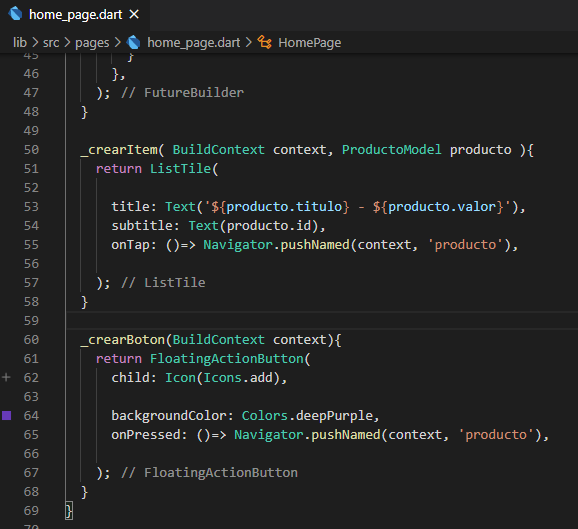 home_page.dart
lib > src > pages > home_page.dart > HomePage
45 }
46 },
47 ); // FutureBuilder
48 }
49
50 _crearItem( BuildContext context, ProductoModel producto ){
51 return ListTile(
52
53 title: Text('${producto.titulo} - ${producto.valor}'),
54 subtitle: Text(producto.id),
55 onTap: ()=> Navigator.pushNamed(context, 'producto'),
56
57 ); // ListTile
58 }
59
60 _crearBoton(BuildContext context){
61 return FloatingActionButton(
62 child: Icon(Icons.add),
63
64 backgroundColor: Colors.deepPurple,
65 onPressed: ()=> Navigator.pushNamed(context, 'producto'),
66
67 ); // FloatingActionButton
68 }
69 }
70